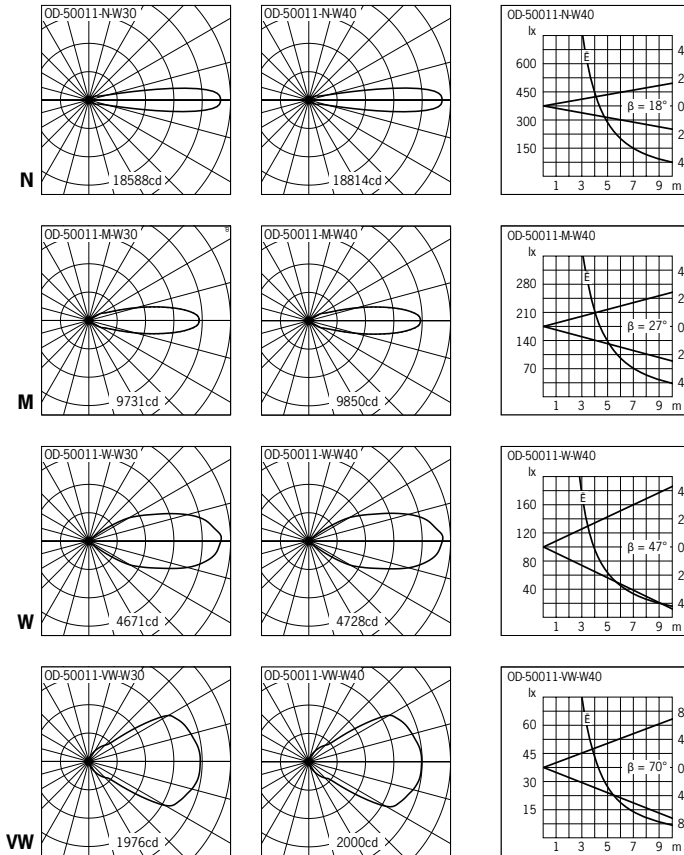 OD-50011-N-W30
18588cd
OD-50011-N-W40
18814cd
OD-50011-N-W40
lx
Ē
600
450
300
150
β = 18°
4
2
0
2
4
1 3 5 7 9 m
N
OD-50011-M-W30
9731cd
OD-50011-M-W40
9850cd
OD-50011-M-W40
lx
Ē
280
210
140
70
β = 27°
4
2
0
2
4
1 3 5 7 9 m
M
OD-50011-W-W30
4671cd
OD-50011-W-W40
4728cd
OD-50011-W-W40
lx
Ē
160
120
80
40
β = 47°
4
2
0
2
4
1 3 5 7 9 m
W
OD-50011-VW-W30
1976cd
OD-50011-VW-W40
2000cd
OD-50011-VW-W40
lx
Ē
60
45
30
15
β = 70°
8
4
0
4
8
1 3 5 7 9 m
VW